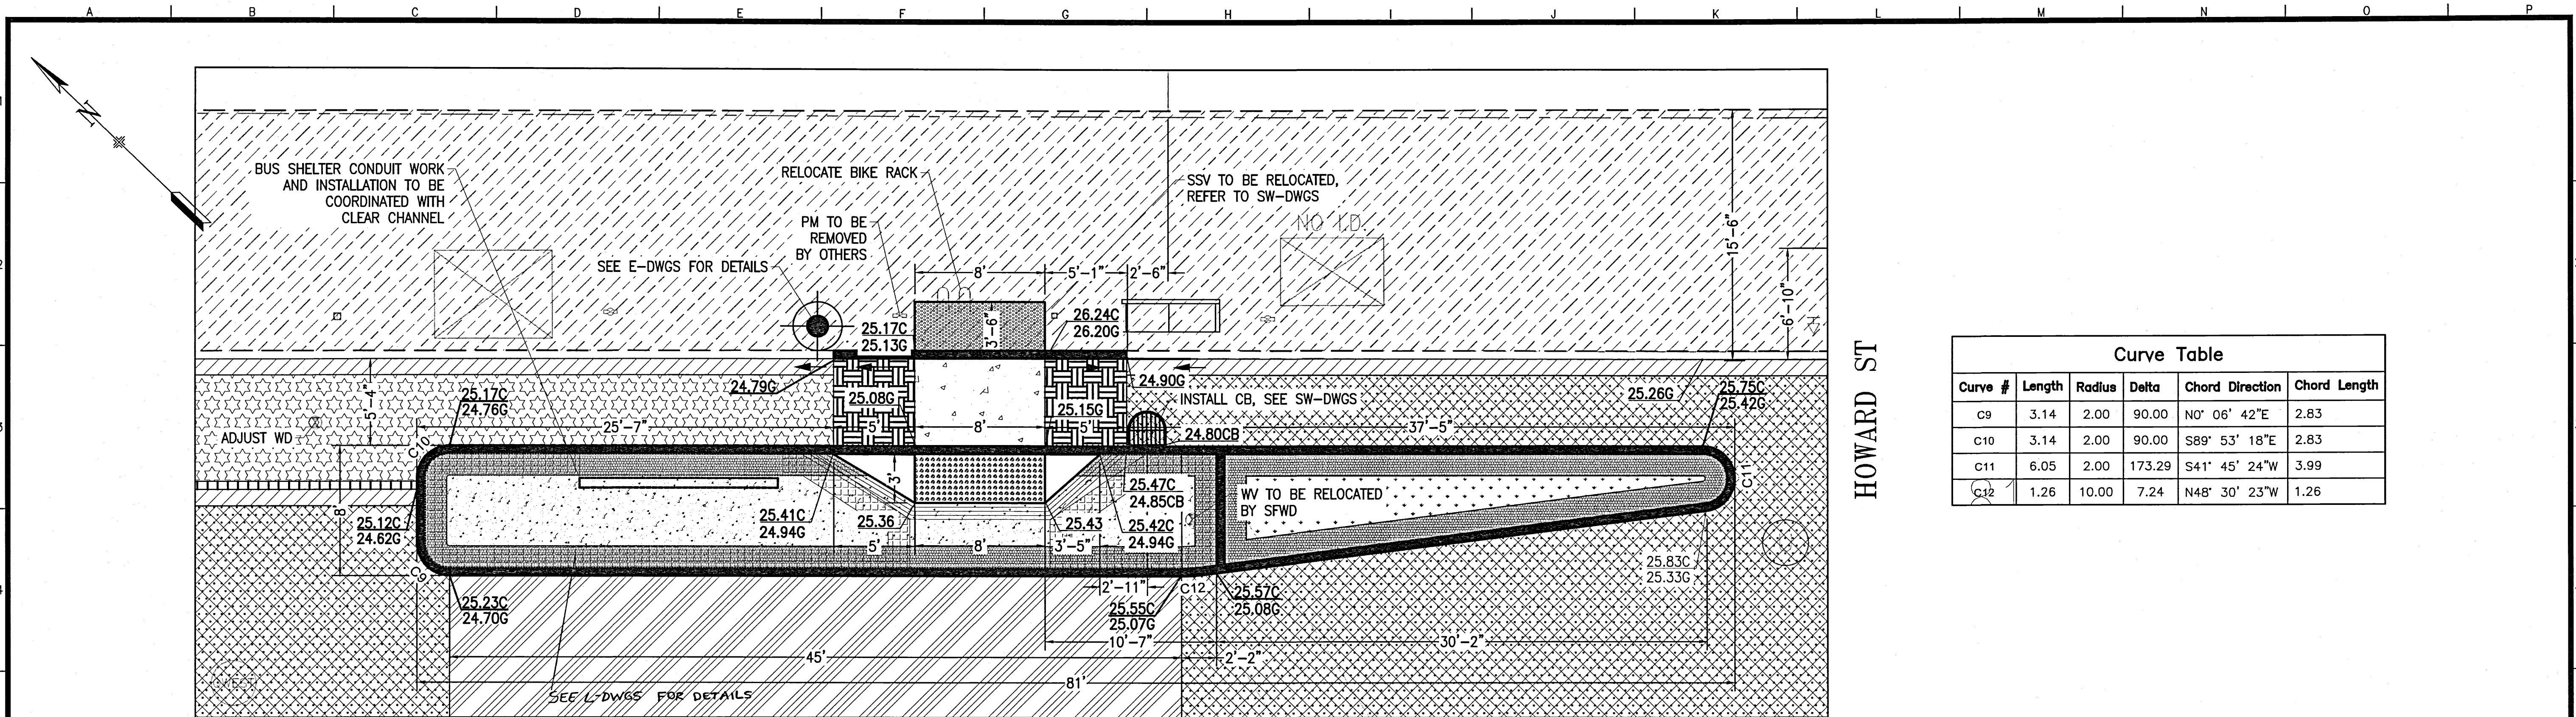 A B C D E F G H I J K L M N O P
1
2
3
4
N
BUS SHELTER CONDUIT WORK
AND INSTALLATION TO BE
COORDINATED WITH
CLEAR CHANNEL
RELOCATE BIKE RACK
PM TO BE
REMOVED
BY OTHERS
SEE E-DWGS FOR DETAILS
SSV TO BE RELOCATED,
REFER TO SW-DWGS
NO I.D.
15'-6"
6'-10"
8'
5'-1"
2'-6"
3'-6"
25.17C
25.13G
26.24C
26.20G
24.79G
24.90G
25.08G
25.15G
INSTALL CB, SEE SW-DWGS
25.26G
25.75C
25.42G
5'-4"
25.17C
24.76G
ADJUST WD
25'-7"
5'
8'
5'
24.80CB
37'-5"
C10
C11
3'
8'
25.12C
24.62G
25.41C
24.94G
25.36
25.43
25.47C
24.85CB
25.42C
24.94G
WV TO BE RELOCATED
BY SFWD
5'
8'
3'-5"
2'-11"
C9
C12
25.23C
24.70G
25.55C
25.07G
25.57C
25.08G
25.83C
25.33G
10'-7"
30'-2"
45'
2'-2"
81'
SEE L-DWGS FOR DETAILS
HOWARD ST
Curve Table
Curve # Length Radius Delta Chord Direction Chord Length
C9 3.14 2.00 90.00 N0° 06' 42"E 2.83
C10 3.14 2.00 90.00 S89° 53' 18"E 2.83
C11 6.05 2.00 173.29 S41° 45' 24"W 3.99
C12 1.26 10.00 7.24 N48° 30' 23"W 1.26